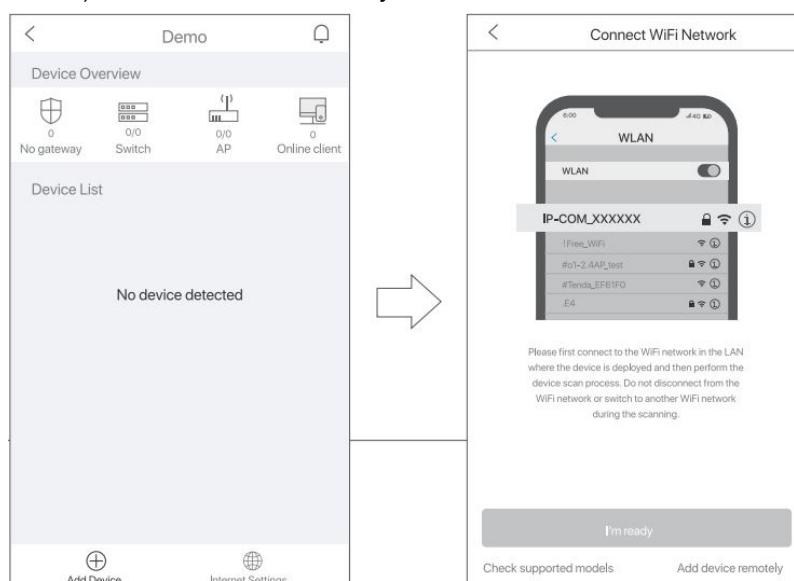 Demo
Device Overview
0
No gateway
0/0
Switch
0/0
AP
0
Online client
Device List
No device detected
Add Device
Internet Settings
Connect WiFi Network
6:00
4G
WLAN
WLAN
IP-COM_XXXXXX
!Free_WiFi
#o1-2.4AP_test
#Tenda_EFB1F0
.E4
Please first connect to the WiFi network in the LAN
where the device is deployed and then perform the
device scan process. Do not disconnect from the
WiFi network or switch to another WiFi network
during the scanning.
I'm ready
Check supported models
Add device remotely